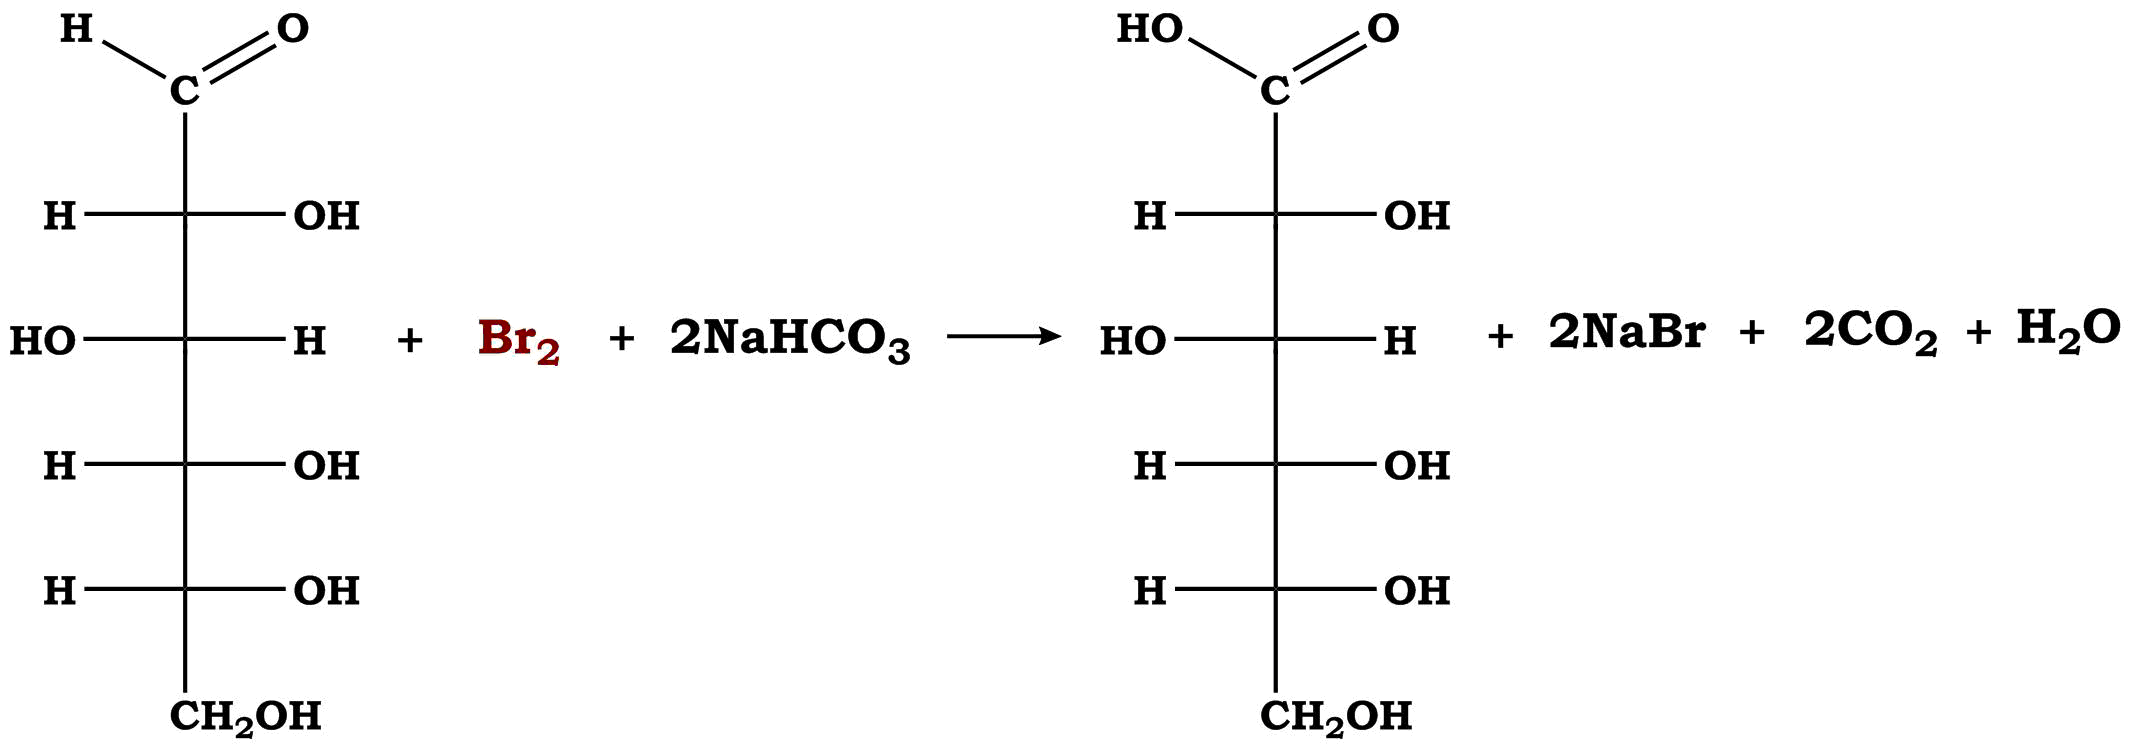 H O HO O
C C
H OH H OH
HO H + Br₂ + 2NaHCO₃ HO H + 2NaBr + 2CO₂ + H₂O
H OH H OH
H OH H OH
CH₂OH CH₂OH